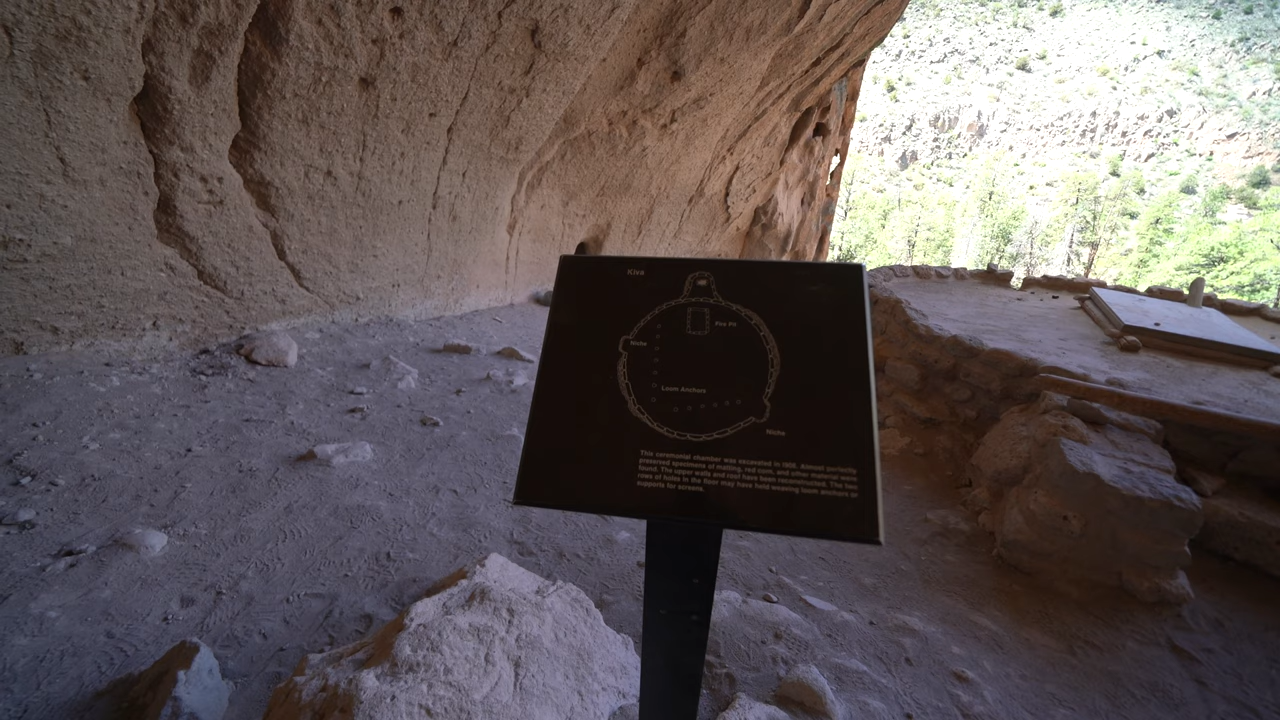 Kiva
Fire Pit
Niche
Loom Anchors
Niche
This ceremonial chamber was excavated in 1908. Almost perfectly
preserved specimens of matting, red corn, and other material were
found. The upper walls and roof have been reconstructed. The two
rows of holes in the floor may have held weaving loom anchors or
supports for screens.